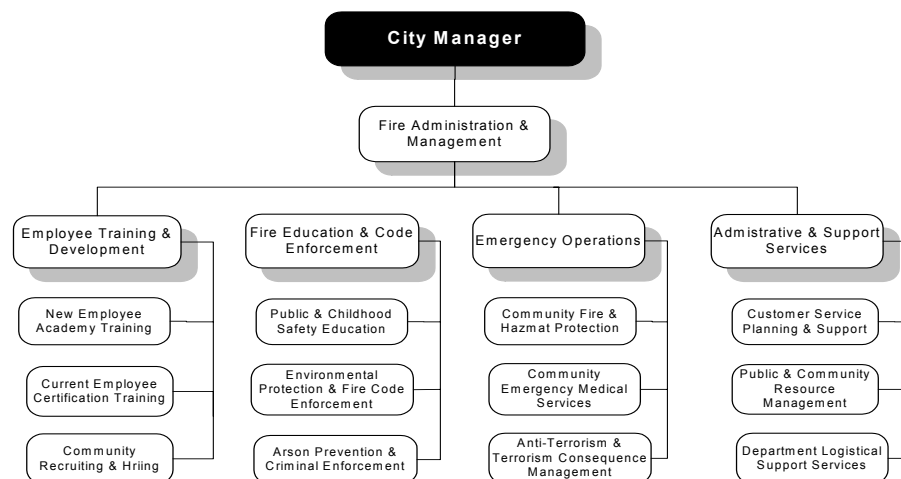 City Manager
Fire Administration &
Management
Employee Training &
Development
Fire Education & Code
Enforcement
Emergency Operations
Admistrative & Support
Services
New Employee
Academy Training
Public & Childhood
Safety Education
Community Fire &
Hazmat Protection
Customer Service
Planning & Support
Current Employee
Certification Training
Environmental
Protection & Fire Code
Enforcement
Community
Emergency Medical
Services
Public & Community
Resource
Management
Community
Recruiting & Hriing
Arson Prevention &
Criminal Enforcement
Anti-Terrorism &
Terrorism Consequence
Management
Department Logistical
Support Services